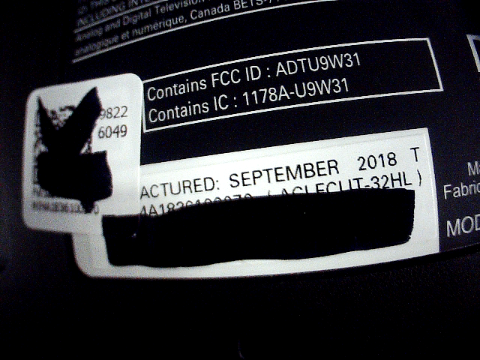 INCLUDING INTE
Analog and Digital Television
analogique et numérique, Canada BETS-7
Contains FCC ID : ADTU9W31
Contains IC : 1178A-U9W31
9822
6049
ACTURED: SEPTEMBER 2018 T
Fabric
MOD